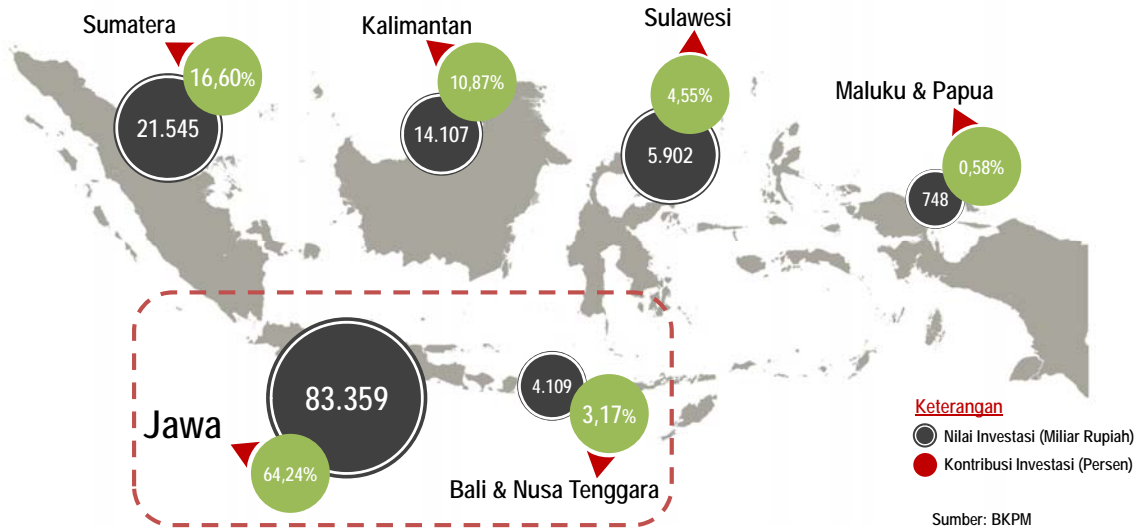 Sumatera
16,60%
21.545
Kalimantan
10,87%
14.107
Sulawesi
4,55%
5.902
Maluku & Papua
0,58%
748
Jawa
83.359
64,24%
4.109
3,17%
Bali & Nusa Tenggara
Keterangan
Nilai Investasi (Miliar Rupiah)
Kontribusi Investasi (Persen)
Sumber: BKPM